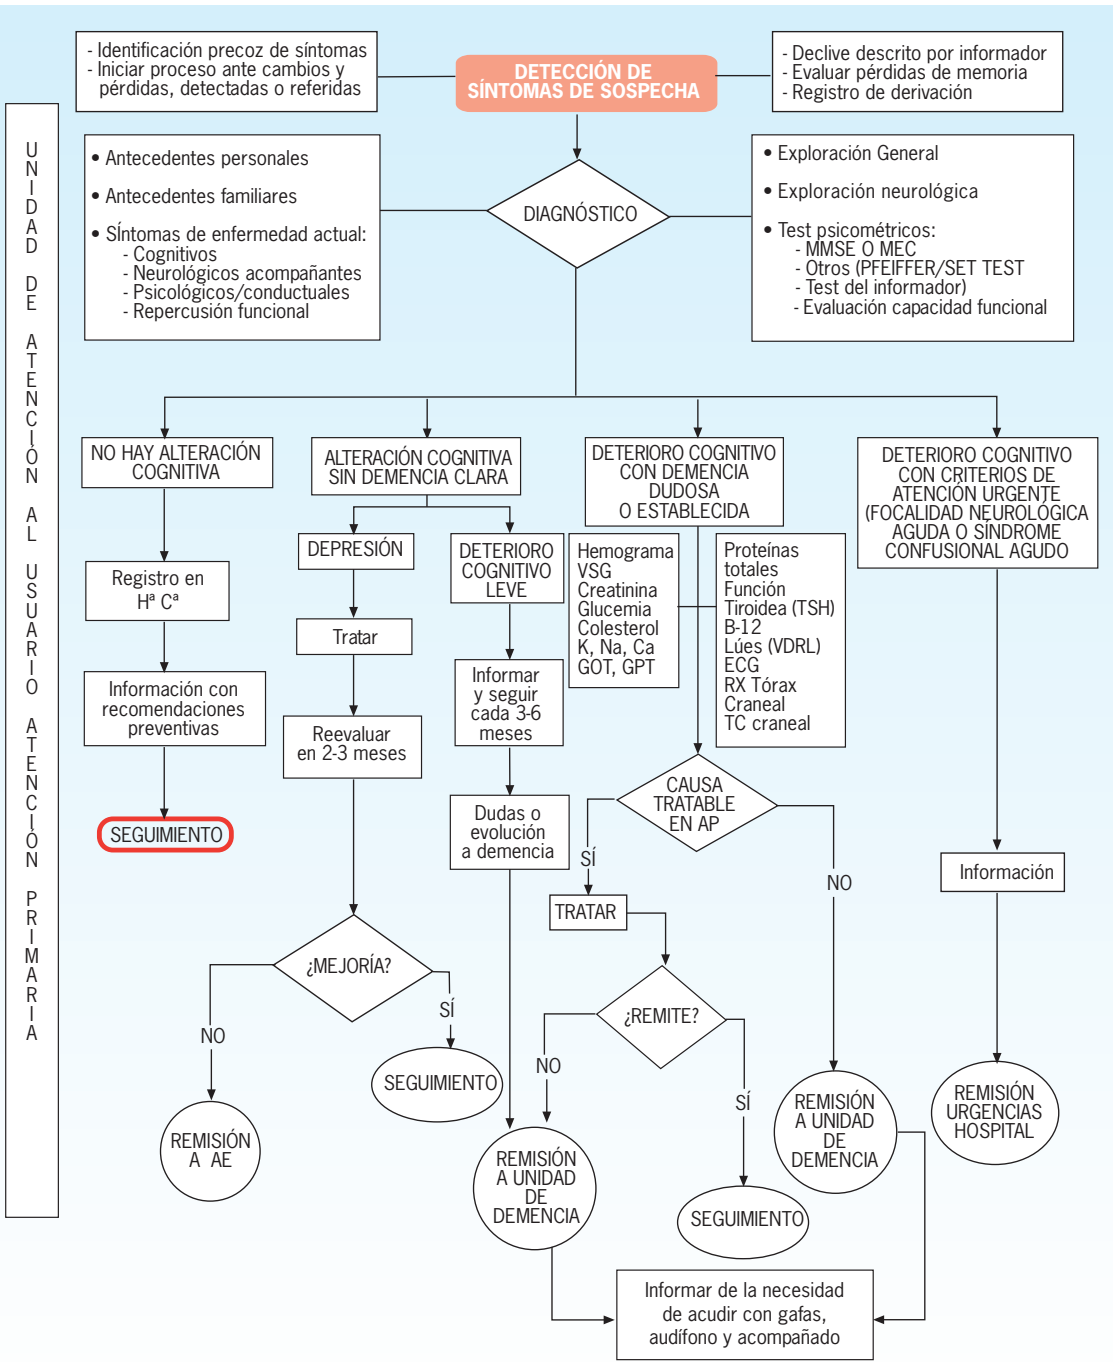 - Identificación precoz de síntomas
- Iniciar proceso ante cambios y
pérdidas, detectadas o referidas
DETECCIÓN DE
SÍNTOMAS DE SOSPECHA
- Declive descrito por informador
- Evaluar pérdidas de memoria
- Registro de derivación
UNIDAD DE ATENCIÓN AL USUARIO ATENCIÓN PRIMARIA
• Antecedentes personales
• Antecedentes familiares
• Síntomas de enfermedad actual:
- Cognitivos
- Neurológicos acompañantes
- Psicológicos/conductuales
- Repercusión funcional
DIAGNÓSTICO
• Exploración General
• Exploración neurológica
• Test psicométricos:
- MMSE O MEC
- Otros (PFEIFFER/SET TEST
- Test del informador)
- Evaluación capacidad funcional
NO HAY ALTERACIÓN
COGNITIVA
ALTERACIÓN COGNITIVA
SIN DEMENCIA CLARA
DETERIORO COGNITIVO
CON DEMENCIA
DUDOSA
O ESTABLECIDA
DETERIORO COGNITIVO
CON CRITERIOS DE
ATENCIÓN URGENTE
(FOCALIDAD NEUROLÓGICA
AGUDA O SÍNDROME
CONFUSIONAL AGUDO
Registro en
Hª Cª
Información con
recomendaciones
preventivas
SEGUIMIENTO
DEPRESIÓN
Tratar
Reevaluar
en 2-3 meses
¿MEJORÍA?
NO
SÍ
REMISIÓN
A AE
SEGUIMIENTO
DETERIORO
COGNITIVO
LEVE
Informar
y seguir
cada 3-6
meses
Dudas o
evolución
a demencia
Hemograma
VSG
Creatinina
Glucemia
Colesterol
K, Na, Ca
GOT, GPT
Proteínas
totales
Función
Tiroidea (TSH)
B-12
Lúes (VDRL)
ECG
RX Tórax
Craneal
TC craneal
CAUSA
TRATABLE
EN AP
SÍ
NO
TRATAR
¿REMITE?
NO
SÍ
REMISIÓN
A UNIDAD
DE
DEMENCIA
SEGUIMIENTO
REMISIÓN
A UNIDAD
DE
DEMENCIA
Información
REMISIÓN
URGENCIAS
HOSPITAL
Informar de la necesidad
de acudir con gafas,
audífono y acompañado